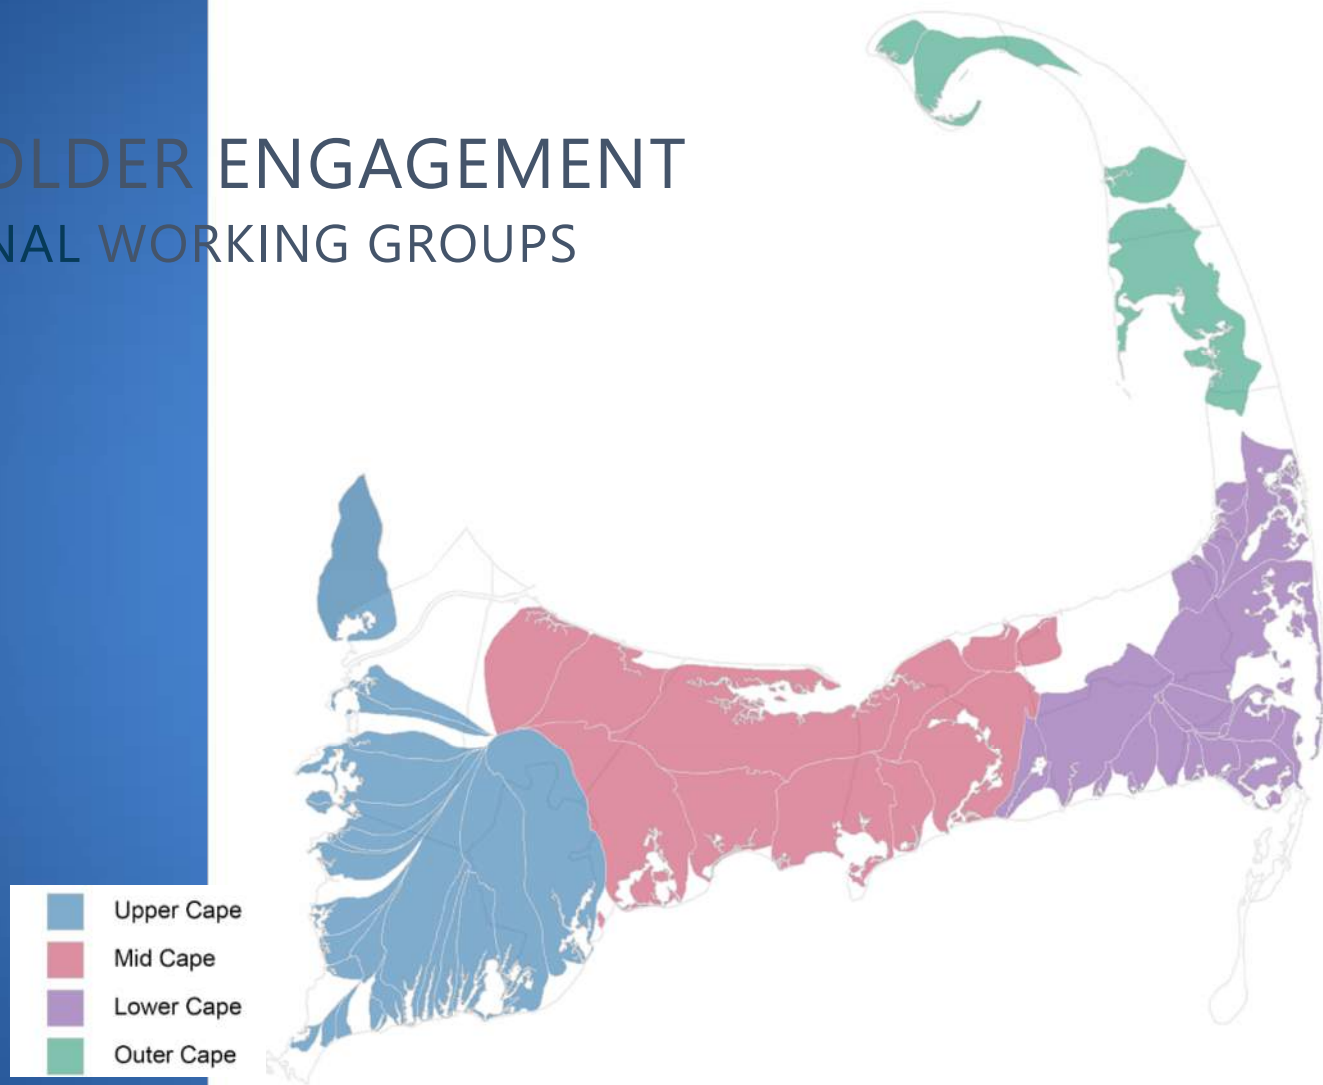 OLDER ENGAGEMENT
NAL WORKING GROUPS
Upper Cape
Mid Cape
Lower Cape
Outer Cape